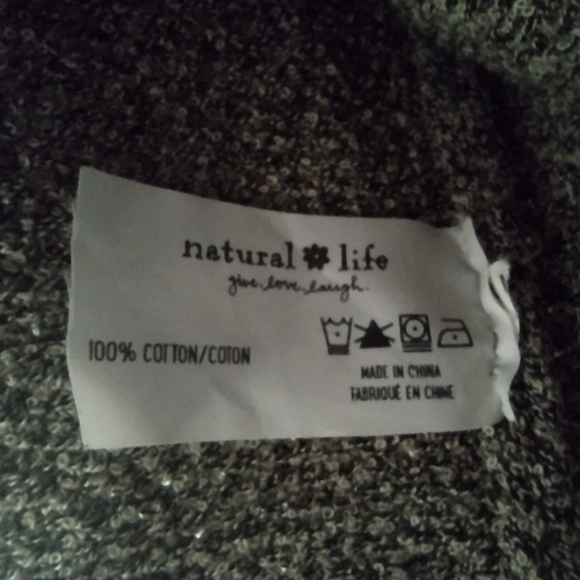 natural life
give.love.laugh.
100% COTTON/COTON
MADE IN CHINA
FABRIQUÉ EN CHINE